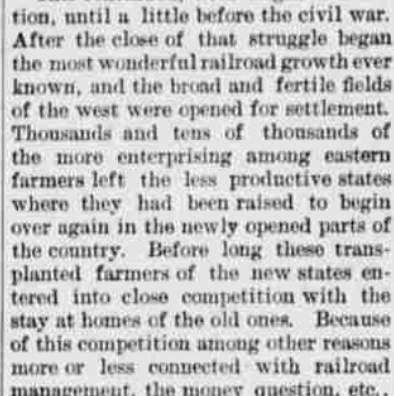 tion, until a little before the civil war.
After the close of that struggle began
the most wonderful railroad growth ever
known, and the broad and fertile fields
of the west were opened for settlement.
Thousands and tens of thousands of
the more enterprising among eastern
farmers left the less productive states
where they had been raised to begin
over again in the newly opened parts of
the country. Before long these trans-
planted farmers of the new states en-
tered into close competition with the
stay at homes of the old ones. Because
of this competition among other reasons
more or less connected with railroad
management, the money question, etc.,